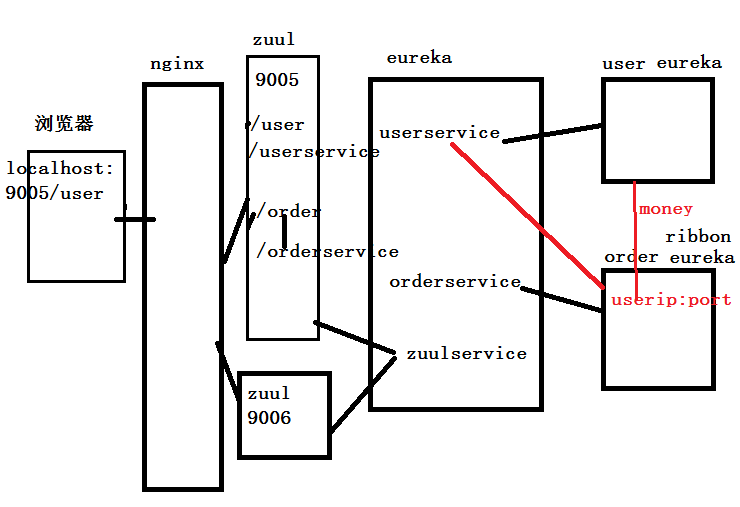 浏览器
localhost:
9005/user
nginx
zuul
9005
/user
/userservice
/order
/orderservice
zuul
9006
eureka
userservice
orderservice
zuulservice
user eureka
money
ribbon
order eureka
userip:port